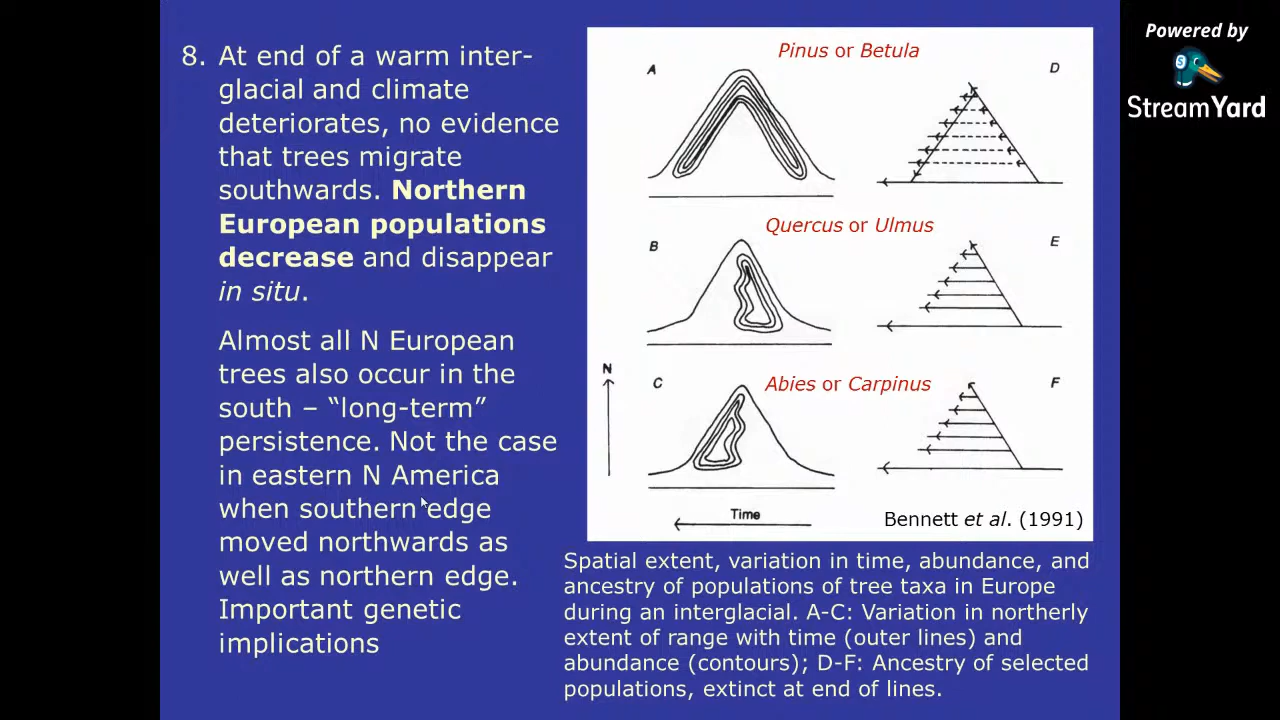 8. At end of a warm inter-
glacial and climate
deteriorates, no evidence
that trees migrate
southwards. Northern
European populations
decrease and disappear
in situ.
Almost all N European
trees also occur in the
south – “long-term”
persistence. Not the case
in eastern N America
when southern edge
moved northwards as
well as northern edge.
Important genetic
implications
Pinus or Betula
A
D
Quercus or Ulmus
B
E
N
Abies or Carpinus
C
F
Time
Bennett et al. (1991)
Spatial extent, variation in time, abundance, and
ancestry of populations of tree taxa in Europe
during an interglacial. A-C: Variation in northerly
extent of range with time (outer lines) and
abundance (contours); D-F: Ancestry of selected
populations, extinct at end of lines.
Powered by
S
StreamYard